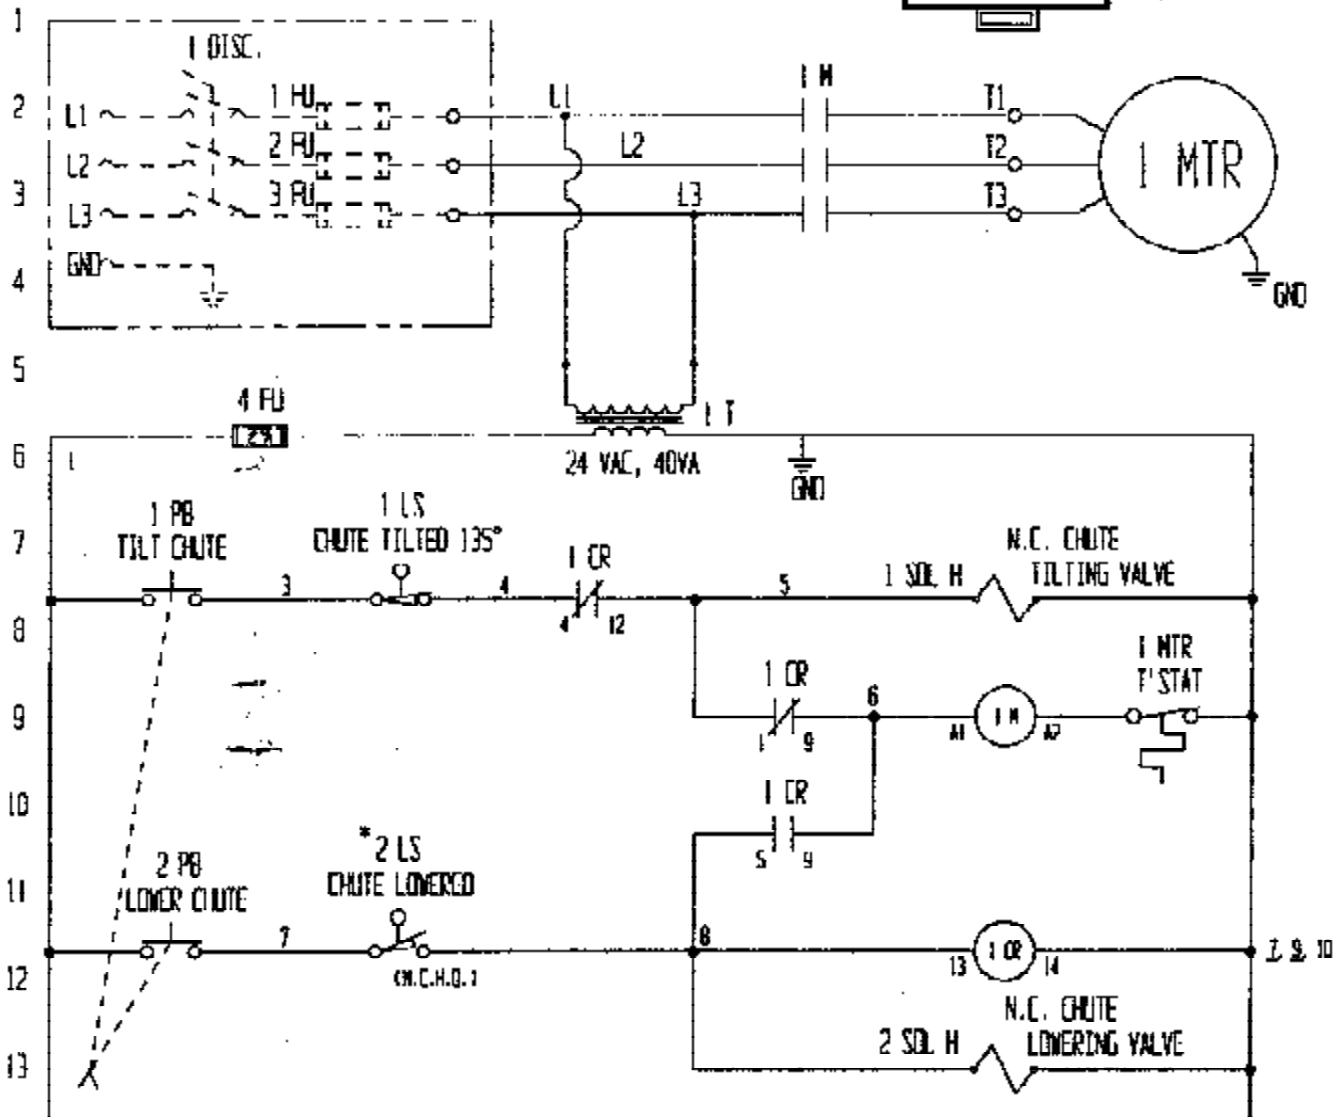 1
1 DISC.
2
L1
1 FU
L1
1 M
T1
L2
2 FU
L2
T2
1 MTR
3
L3
3 FU
L3
T3
GND
4
GND
5
4 FU
1 T
6
1
24 VAC, 40VA
GND
1 PB
TILT CHUTE
1 LS
CHUTE TILTED 135°
7
3
4
1 CR
4
12
5
1 SOL H
N.C. CHUTE
TILTING VALVE
8
1 CR
1
9
6
1 MTR
T'STAT
9
A1
1 M
A2
10
1 CR
5
9
* 2 LS
CHUTE LOWERED
11
2 PB
LOWER CHUTE
7
(N.C.H.O.)
8
13
1 CR
14
7, 9, 10
12
2 SOL H
N.C. CHUTE
LOWERING VALVE
13